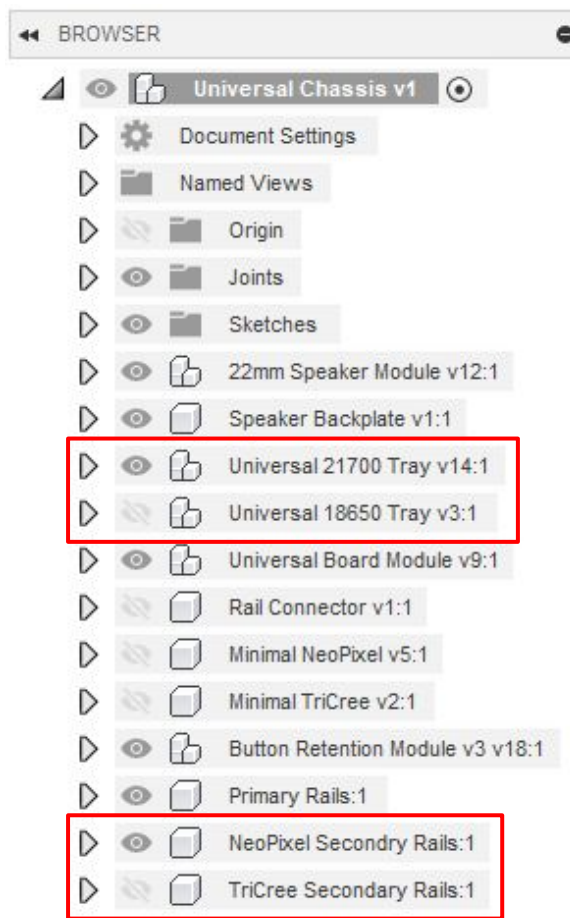 BROWSER
Universal Chassis v1
Document Settings
Named Views
Origin
Joints
Sketches
22mm Speaker Module v12:1
Speaker Backplate v1:1
Universal 21700 Tray v14:1
Universal 18650 Tray v3:1
Universal Board Module v9:1
Rail Connector v1:1
Minimal NeoPixel v5:1
Minimal TriCree v2:1
Button Retention Module v3 v18:1
Primary Rails:1
NeoPixel Secondry Rails:1
TriCree Secondary Rails:1